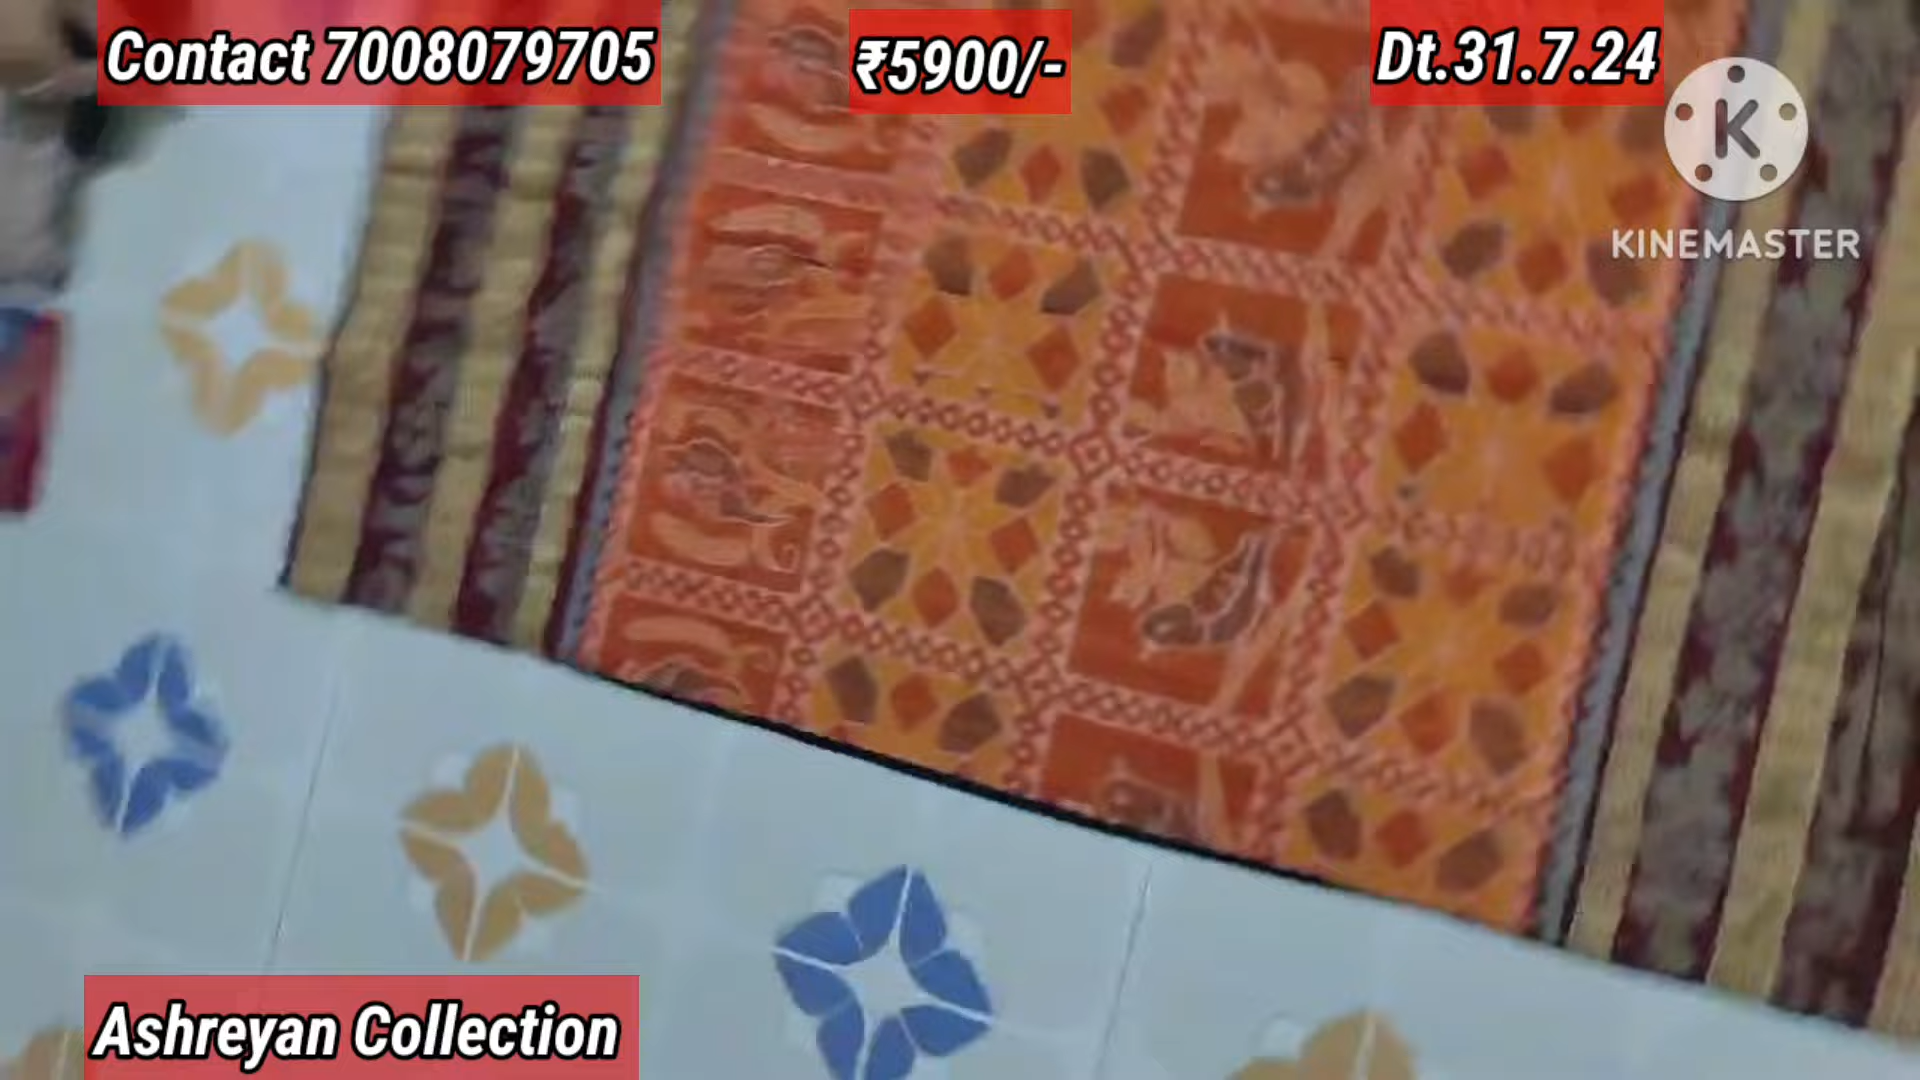 Contact 7008079705
₹5900/-
Dt.31.7.24
K
KINEMASTER
Ashreyan Collection